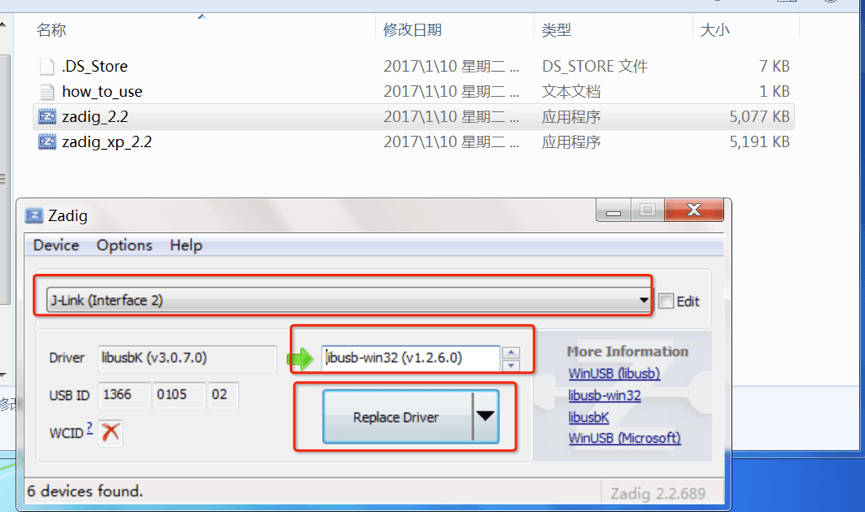 名称 修改日期 类型 大小
.DS_Store 2017\1\10 星期二 ... DS_STORE 文件 7 KB
how_to_use 2017\1\10 星期二 ... 文本文档 1 KB
zadig_2.2 2017\1\10 星期二 ... 应用程序 5,077 KB
zadig_xp_2.2 2017\1\10 星期二 ... 应用程序 5,191 KB
Zadig
Device Options Help
J-Link (Interface 2) Edit
Driver libusbK (v3.0.7.0) libusb-win32 (v1.2.6.0)
USB ID 1366 0105 02
WCID ?
Replace Driver
More Information
WinUSB (libusb)
libusb-win32
libusbK
WinUSB (Microsoft)
修改
6 devices found. Zadig 2.2.689